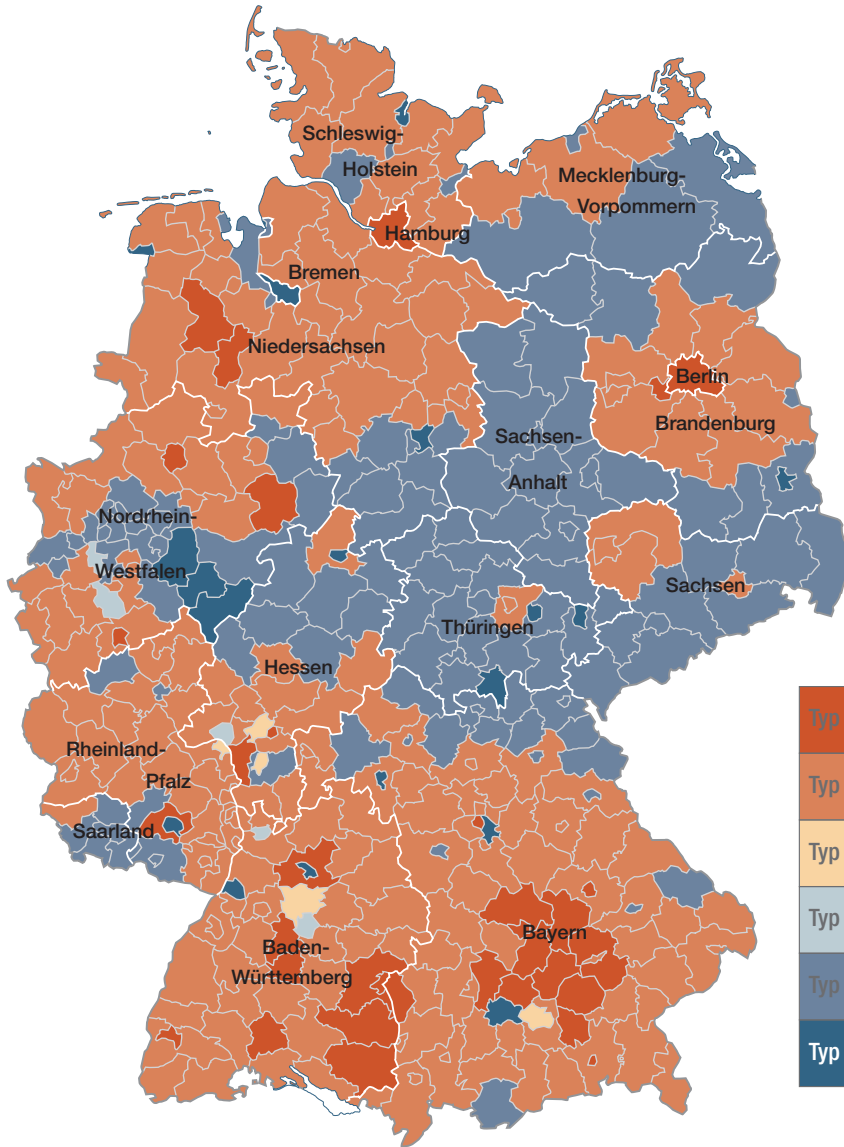 Schleswig-
Holstein
Mecklenburg-
Vorpommern
Hamburg
Bremen
Niedersachsen
Berlin
Brandenburg
Sachsen-
Anhalt
Nordrhein-
Westfalen
Sachsen
Thüringen
Hessen
Rheinland-
Pfalz
Saarland
Bayern
Baden-
Württemberg
Typ
Typ
Typ
Typ
Typ
Typ